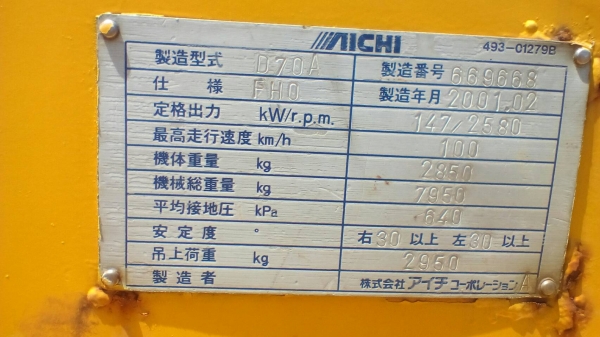 AICHI 493-01279B
製造型式 D70A 製造番号 669668
仕様 FHO 製造年月 2001.02
定格出力 kW/r.p.m. 147/2580
最高走行速度 km/h 100
機体重量 kg 2850
機械総重量 kg 7950
平均接地圧 kPa 640
安定度 ° 右30以上 左30以上
吊上荷重 kg 2950
製造者 株式会社 アイチコーポレーション A